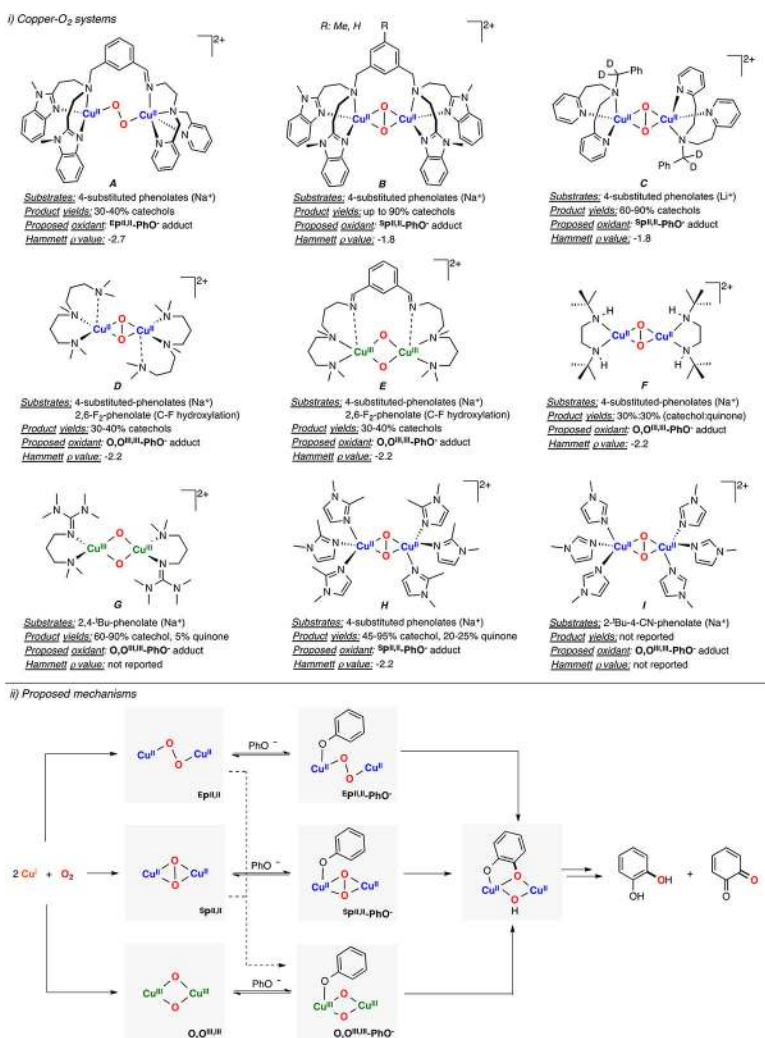 i) Copper-O₂ systems
R: Me, H
A
Substrates: 4-substituted phenolates (Na⁺)
Product yields: 30-40% catechols
Proposed oxidant: ᴱPᴵᴵ,ᴵᴵ-PhO⁻ adduct
Hammett ρ value: -2.7
B
Substrates: 4-substituted phenolates (Na⁺)
Product yields: up to 90% catechols
Proposed oxidant: ˢPᴵᴵ,ᴵᴵ-PhO⁻ adduct
Hammett ρ value: -1.8
C
Substrates: 4-substituted phenolates (Li⁺)
Product yields: 60-90% catechols
Proposed oxidant: ˢPᴵᴵ,ᴵᴵ-PhO⁻ adduct
Hammett ρ value: -1.8
D
Substrates: 4-substituted-phenolates (Na⁺)
2,6-F₂-phenolate (C-F hydroxylation)
Product yields: 30-40% catechols
Proposed oxidant: O,Oᴵᴵᴵ,ᴵᴵᴵ-PhO⁻ adduct
Hammett ρ value: -2.2
E
Substrates: 4-substituted-phenolates (Na⁺)
2,6-F₂-phenolate (C-F hydroxylation)
Product yields: 30-40% catechols
Proposed oxidant: O,Oᴵᴵᴵ,ᴵᴵᴵ-PhO⁻ adduct
Hammett ρ value: -2.2
F
Substrates: 4-substituted-phenolates (Na⁺)
Product yields: 30%:30% (catechol:quinone)
Proposed oxidant: O,Oᴵᴵᴵ,ᴵᴵᴵ-PhO⁻ adduct
Hammett ρ value: -2.2
G
Substrates: 2,4-ᵗBu-phenolate (Na⁺)
Product yields: 60-90% catechol, 5% quinone
Proposed oxidant: O,Oᴵᴵᴵ,ᴵᴵᴵ-PhO⁻ adduct
Hammett ρ value: not reported
H
Substrates: 4-substituted phenolates (Na⁺)
Product yields: 45-95% catechol, 20-25% quinone
Proposed oxidant: ˢPᴵᴵ,ᴵᴵ-PhO⁻ adduct
Hammett ρ value: -2.2
I
Substrates: 2-ᵗBu-4-CN-phenolate (Na⁺)
Product yields: not reported
Proposed oxidant: O,Oᴵᴵᴵ,ᴵᴵᴵ-PhO⁻ adduct
Hammett ρ value: not reported
ii) Proposed mechanisms
PhO⁻
ᴱPᴵᴵ,ᴵᴵ
ᴱPᴵᴵ,ᴵᴵ-PhO⁻
2 Cuᴵ + O₂
PhO⁻
ˢPᴵᴵ,ᴵᴵ
ˢPᴵᴵ,ᴵᴵ-PhO⁻
+
PhO⁻
O,Oᴵᴵᴵ,ᴵᴵᴵ
O,Oᴵᴵᴵ,ᴵᴵᴵ-PhO⁻